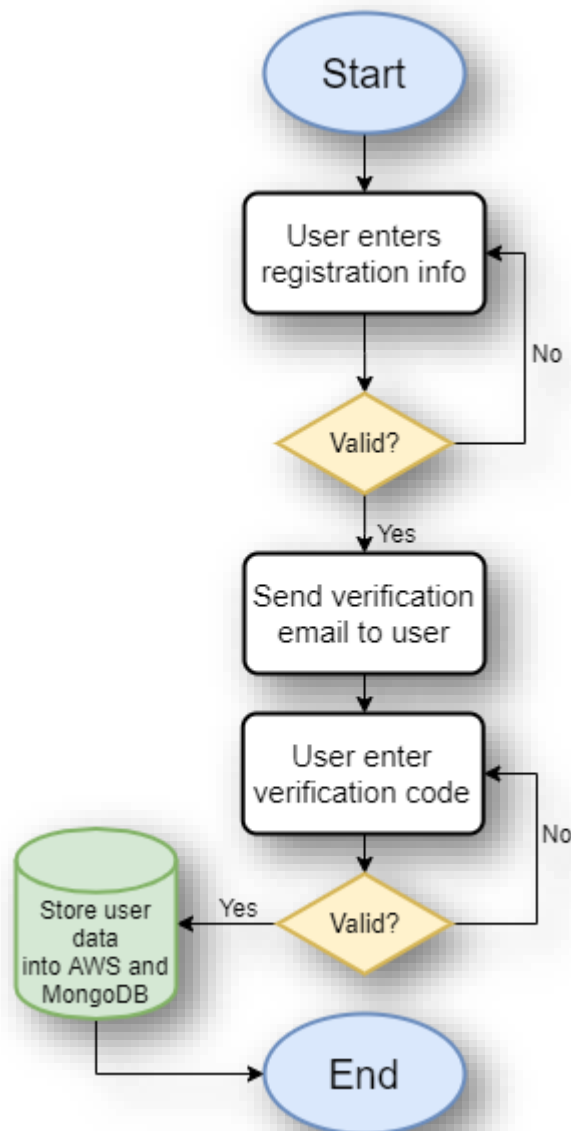 Start
User enters
registration info
No
Valid?
Yes
Send verification
email to user
User enter
verification code
No
Valid?
Yes
Store user
data
into AWS and
MongoDB
End